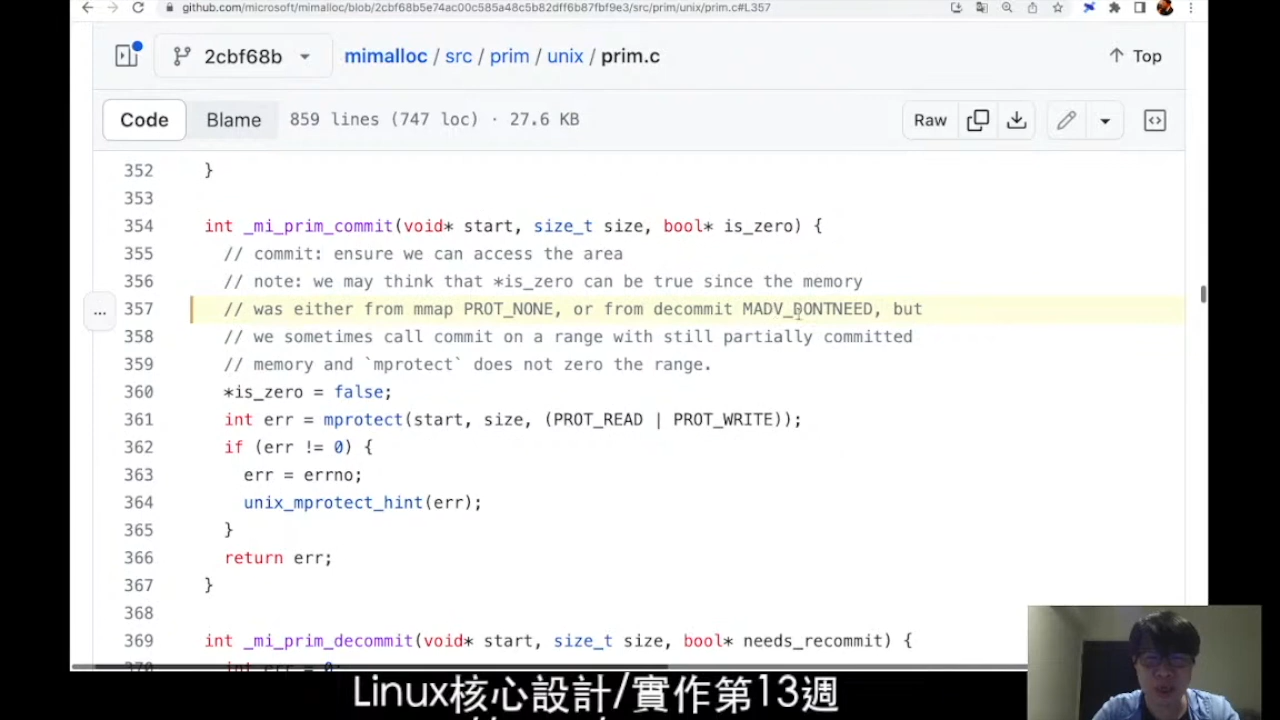 github.com/microsoft/mimalloc/blob/2cbf68b5e74ac00c585a48c5b82dff6b87fbf9e3/src/prim/unix/prim.c#L357
2cbf68b mimalloc / src / prim / unix / prim.c Top
Code Blame 859 lines (747 loc) · 27.6 KB Raw
352 }
353
354 int _mi_prim_commit(void* start, size_t size, bool* is_zero) {
355 // commit: ensure we can access the area
356 // note: we may think that *is_zero can be true since the memory
357 // was either from mmap PROT_NONE, or from decommit MADV_DONTNEED, but
358 // we sometimes call commit on a range with still partially committed
359 // memory and `mprotect` does not zero the range.
360 *is_zero = false;
361 int err = mprotect(start, size, (PROT_READ | PROT_WRITE));
362 if (err != 0) {
363 err = errno;
364 unix_mprotect_hint(err);
365 }
366 return err;
367 }
368
369 int _mi_prim_decommit(void* start, size_t size, bool* needs_recommit) {
370 int err = 0;
Linux核心設計/實作第13週